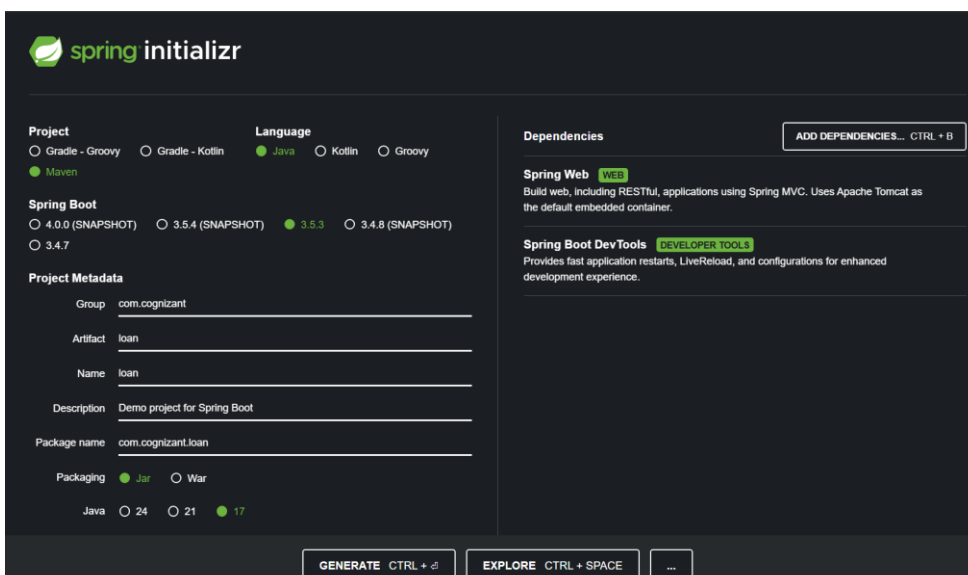 spring initializr
Project
Gradle - Groovy Gradle - Kotlin
Maven
Language
Java Kotlin Groovy
Spring Boot
4.0.0 (SNAPSHOT) 3.5.4 (SNAPSHOT) 3.5.3 3.4.8 (SNAPSHOT)
3.4.7
Project Metadata
Group com.cognizant
Artifact loan
Name loan
Description Demo project for Spring Boot
Package name com.cognizant.loan
Packaging Jar War
Java 24 21 17
Dependencies
ADD DEPENDENCIES... CTRL + B
Spring Web WEB
Build web, including RESTful, applications using Spring MVC. Uses Apache Tomcat as
the default embedded container.
Spring Boot DevTools DEVELOPER TOOLS
Provides fast application restarts, LiveReload, and configurations for enhanced
development experience.
GENERATE CTRL + ⏎
EXPLORE CTRL + SPACE
...